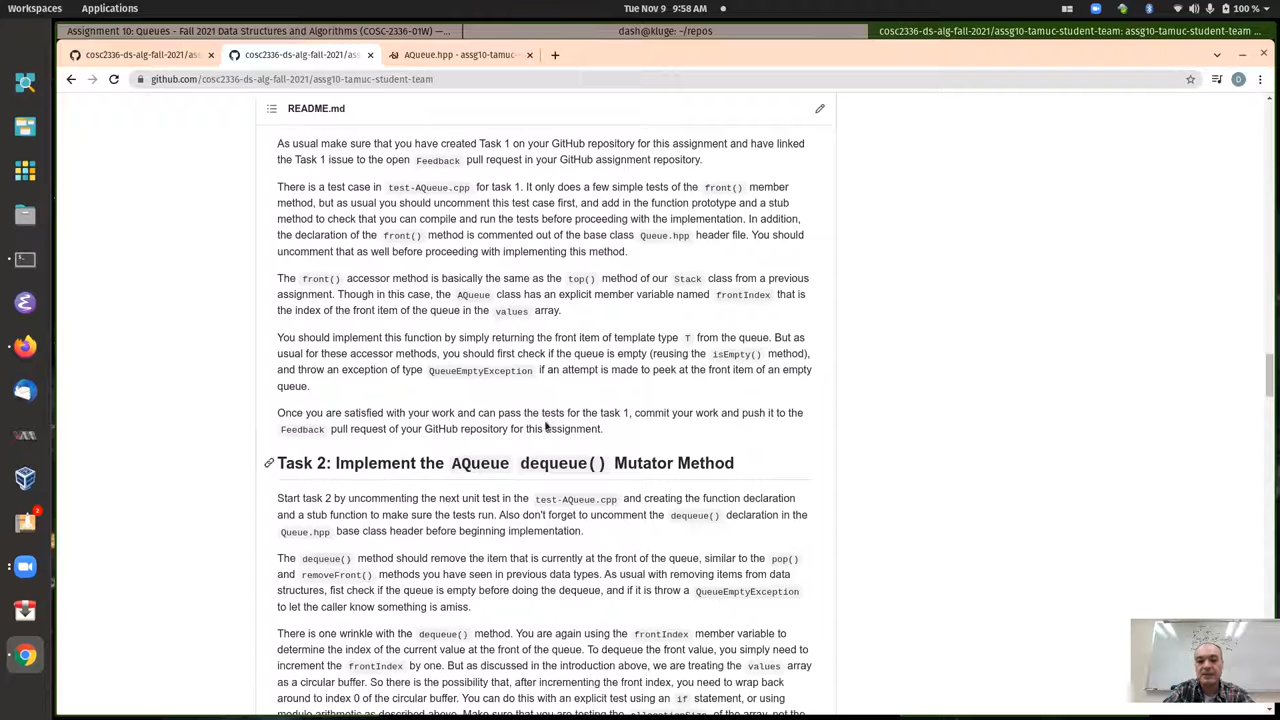 Workspaces Applications Tue Nov 9 9:58 AM 100 %
Assignment 10: Queues - Fall 2021 Data Structures and Algorithms (COSC-2336-01W) —... dash@kluge: ~/repos cosc2336-ds-alg-fall-2021/assg10-tamuc-student-team: assg10-tamuc-student-team ...
cosc2336-ds-alg-fall-2021/ass cosc2336-ds-alg-fall-2021/ass AQueue.hpp - assg10-tamuc-st
github.com/cosc2336-ds-alg-fall-2021/assg10-tamuc-student-team D
README.md
As usual make sure that you have created Task 1 on your GitHub repository for this assignment and have linked
the Task 1 issue to the open Feedback pull request in your GitHub assignment repository.
There is a test case in test-AQueue.cpp for task 1. It only does a few simple tests of the front() member
method, but as usual you should uncomment this test case first, and add in the function prototype and a stub
method to check that you can compile and run the tests before proceeding with the implementation. In addition,
the declaration of the front() method is commented out of the base class Queue.hpp header file. You should
uncomment that as well before proceeding with implementing this method.
The front() accessor method is basically the same as the top() method of our Stack class from a previous
assignment. Though in this case, the AQueue class has an explicit member variable named frontIndex that is
the index of the front item of the queue in the values array.
You should implement this function by simply returning the front item of template type T from the queue. But as
usual for these accessor methods, you should first check if the queue is empty (reusing the isEmpty() method),
and throw an exception of type QueueEmptyException if an attempt is made to peek at the front item of an empty
queue.
Once you are satisfied with your work and can pass the tests for the task 1, commit your work and push it to the
Feedback pull request of your GitHub repository for this assignment.
Task 2: Implement the AQueue dequeue() Mutator Method
Start task 2 by uncommenting the next unit test in the test-AQueue.cpp and creating the function declaration
and a stub function to make sure the tests run. Also don't forget to uncomment the dequeue() declaration in the
Queue.hpp base class header before beginning implementation.
The dequeue() method should remove the item that is currently at the front of the queue, similar to the pop()
and removeFront() methods you have seen in previous data types. As usual with removing items from data
structures, fist check if the queue is empty before doing the dequeue, and if it is throw a QueueEmptyException
to let the caller know something is amiss.
There is one wrinkle with the dequeue() method. You are again using the frontIndex member variable to
determine the index of the current value at the front of the queue. To dequeue the front value, you simply need to
increment the frontIndex by one. But as discussed in the introduction above, we are treating the values array
as a circular buffer. So there is the possibility that, after incrementing the front index, you need to wrap back
around to index 0 of the circular buffer. You can do this with an explicit test using an if statement, or using
module arithmetic as described above. Make sure that you are testing the allocationSize of the array, not the